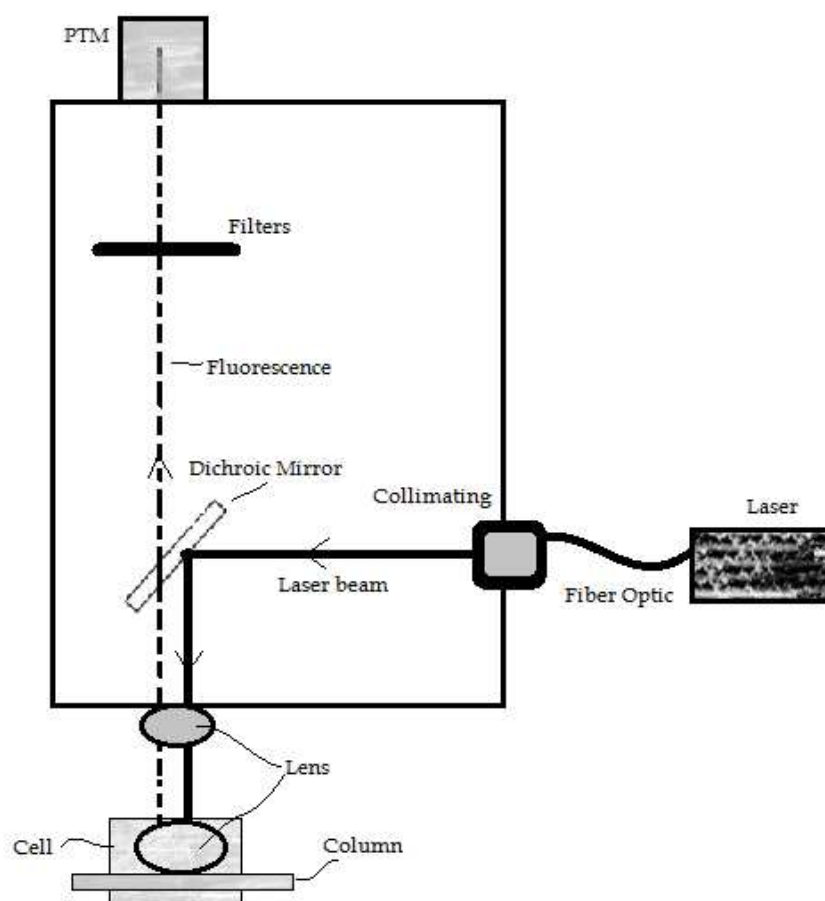 PTM
Filters
Fluorescence
Dichroic Mirror
Collimating
Laser
Laser beam
Fiber Optic
Lens
Cell
Column